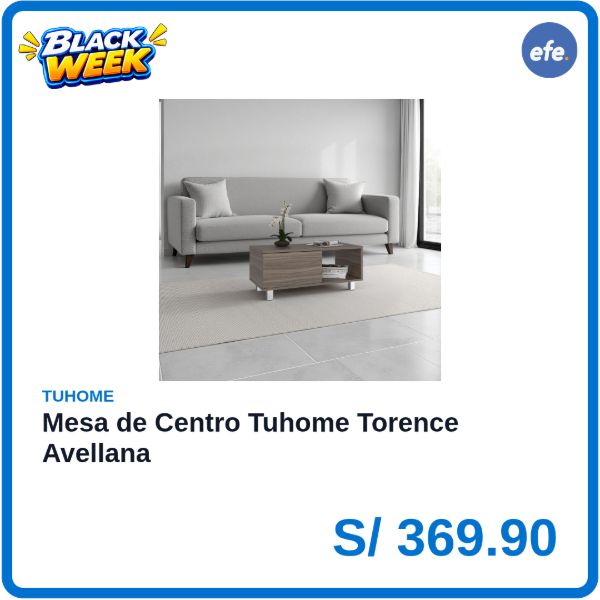 BLACK
WEEK
efe.
TUHOME
Mesa de Centro Tuhome Torence
Avellana
S/ 369.90